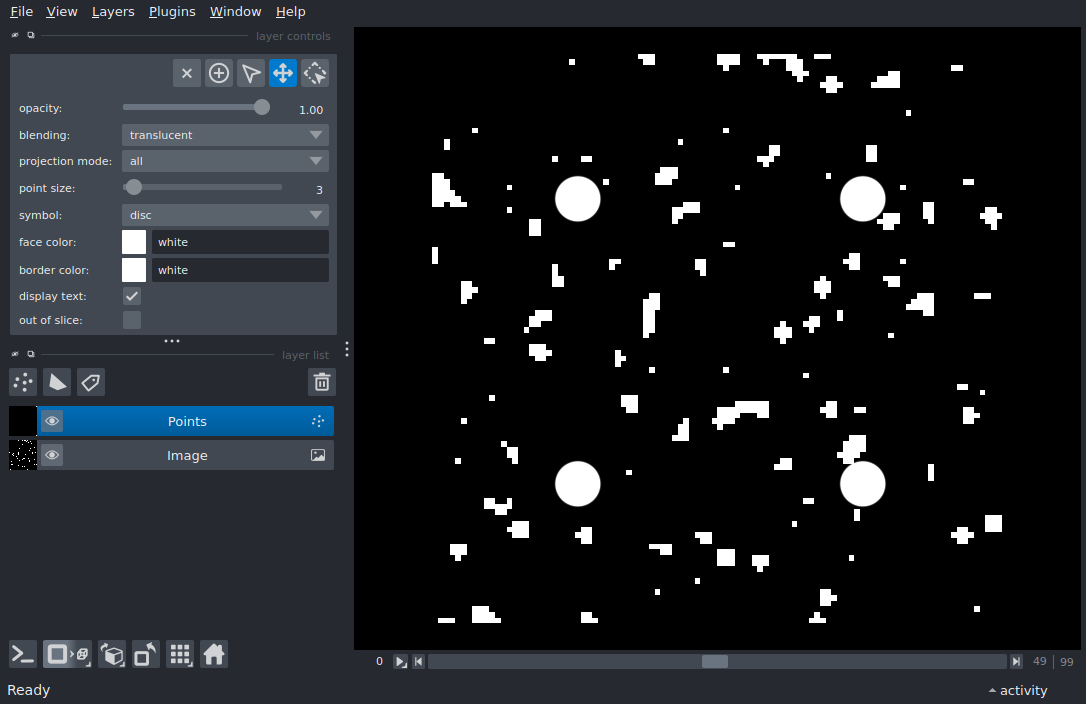 File View Layers Plugins Window Help
layer controls
opacity: 1.00
blending: translucent
projection mode: all
point size: 3
symbol: disc
face color: white
border color: white
display text:
out of slice:
layer list
Points
Image
0 49 99
Ready activity